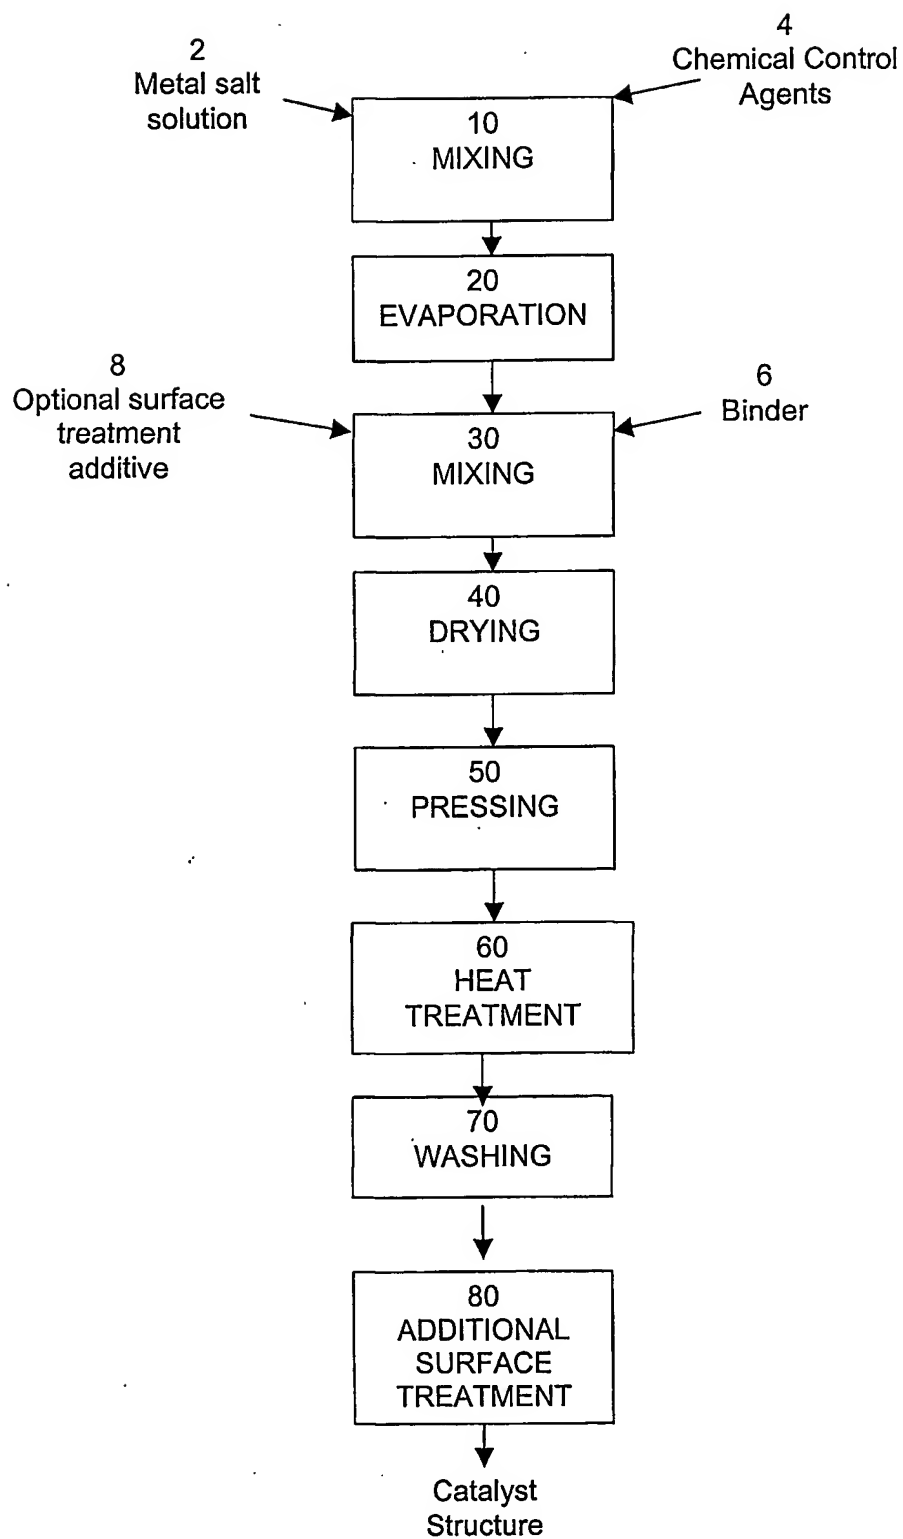 2
Metal salt
solution
4
Chemical Control
Agents
10
MIXING
20
EVAPORATION
8
Optional surface
treatment
additive
6
Binder
30
MIXING
40
DRYING
50
PRESSING
60
HEAT
TREATMENT
70
WASHING
80
ADDITIONAL
SURFACE
TREATMENT
Catalyst
Structure